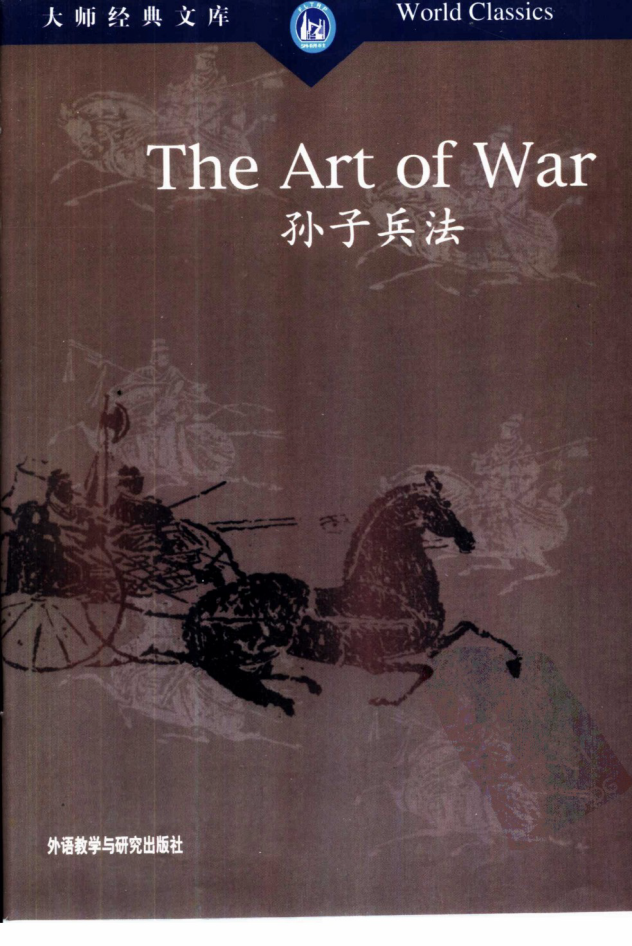 大师经典文库
World Classics
FLTRP
The Art of War
孙子兵法
外语教学与研究出版社